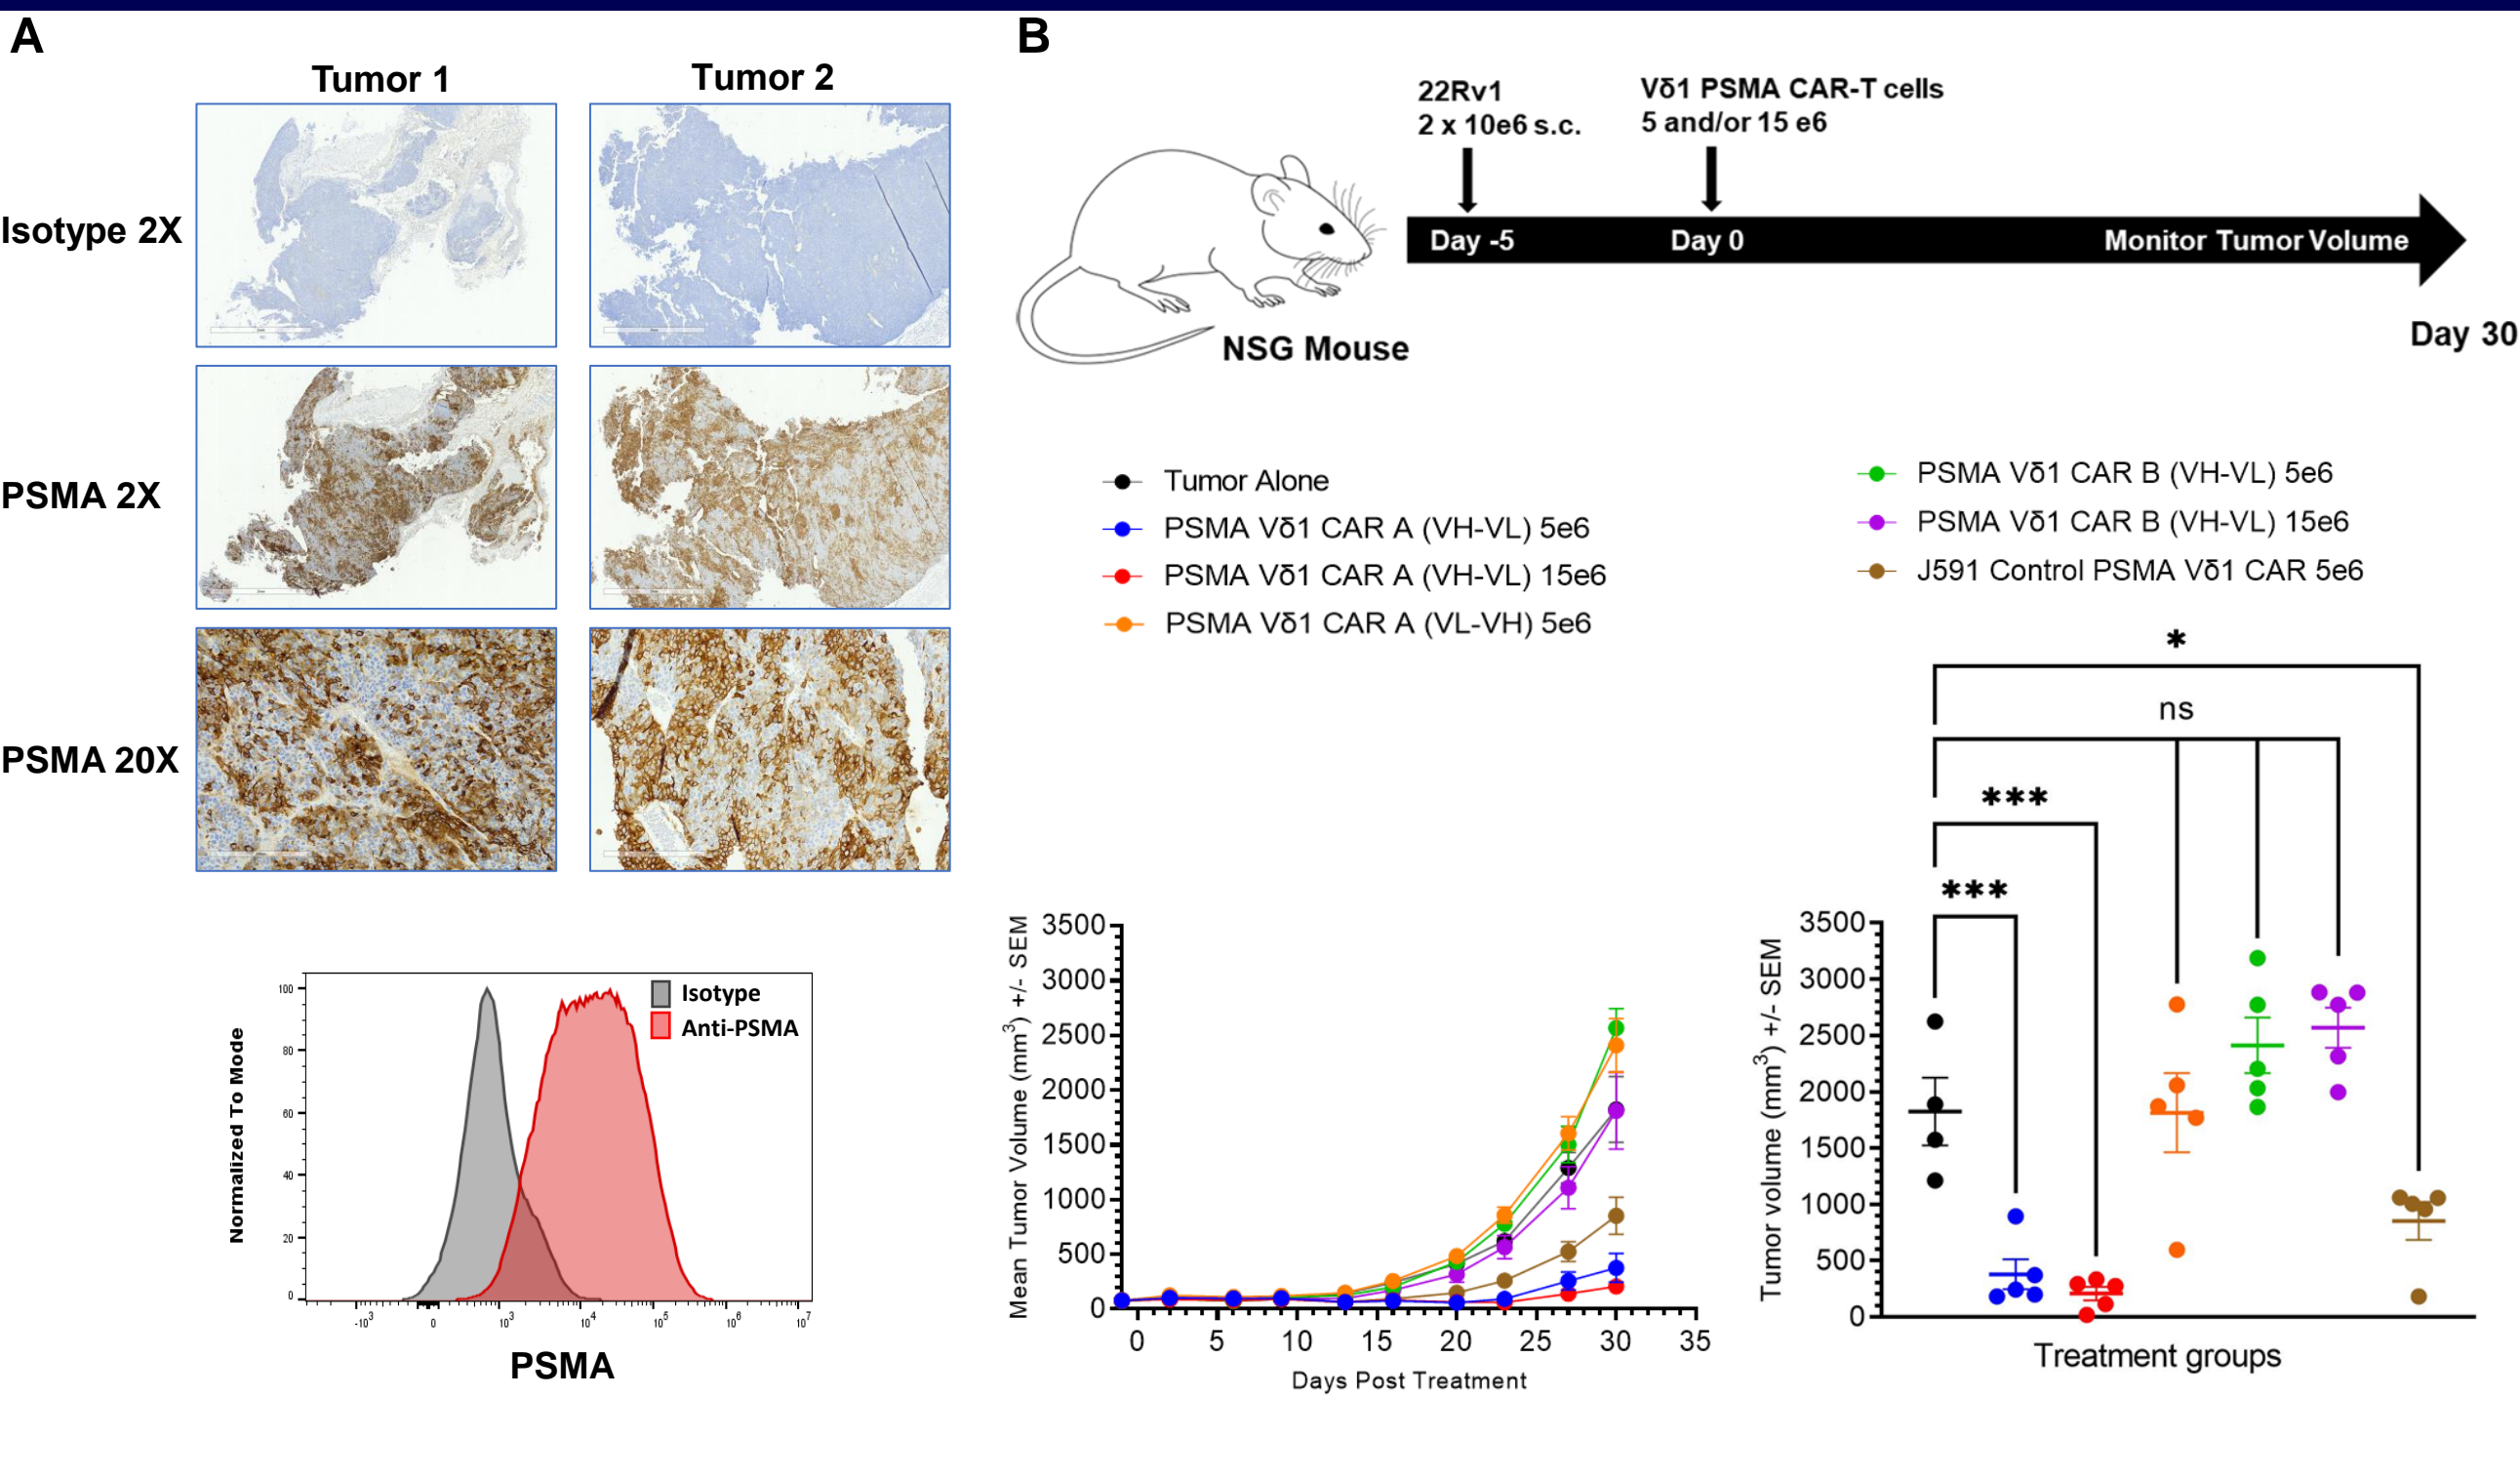 A
Tumor 1
Tumor 2
Isotype 2X
PSMA 2X
PSMA 20X
Normalized To Mode
100
80
60
40
20
0
-10³
0
10³
10⁴
10⁵
10⁶
10⁷
Isotype
Anti-PSMA
PSMA
B
22Rv1
2 x 10e6 s.c.
Vδ1 PSMA CAR-T cells
5 and/or 15 e6
Day -5
Day 0
Monitor Tumor Volume
Day 30
NSG Mouse
Tumor Alone
PSMA Vδ1 CAR A (VH-VL) 5e6
PSMA Vδ1 CAR A (VH-VL) 15e6
PSMA Vδ1 CAR A (VL-VH) 5e6
PSMA Vδ1 CAR B (VH-VL) 5e6
PSMA Vδ1 CAR B (VH-VL) 15e6
J591 Control PSMA Vδ1 CAR 5e6
Mean Tumor Volume (mm³) +/- SEM
3500
3000
2500
2000
1500
1000
500
0
0
5
10
15
20
25
30
35
Days Post Treatment
*
ns
***
***
Tumor volume (mm³) +/- SEM
3500
3000
2500
2000
1500
1000
500
0
Treatment groups